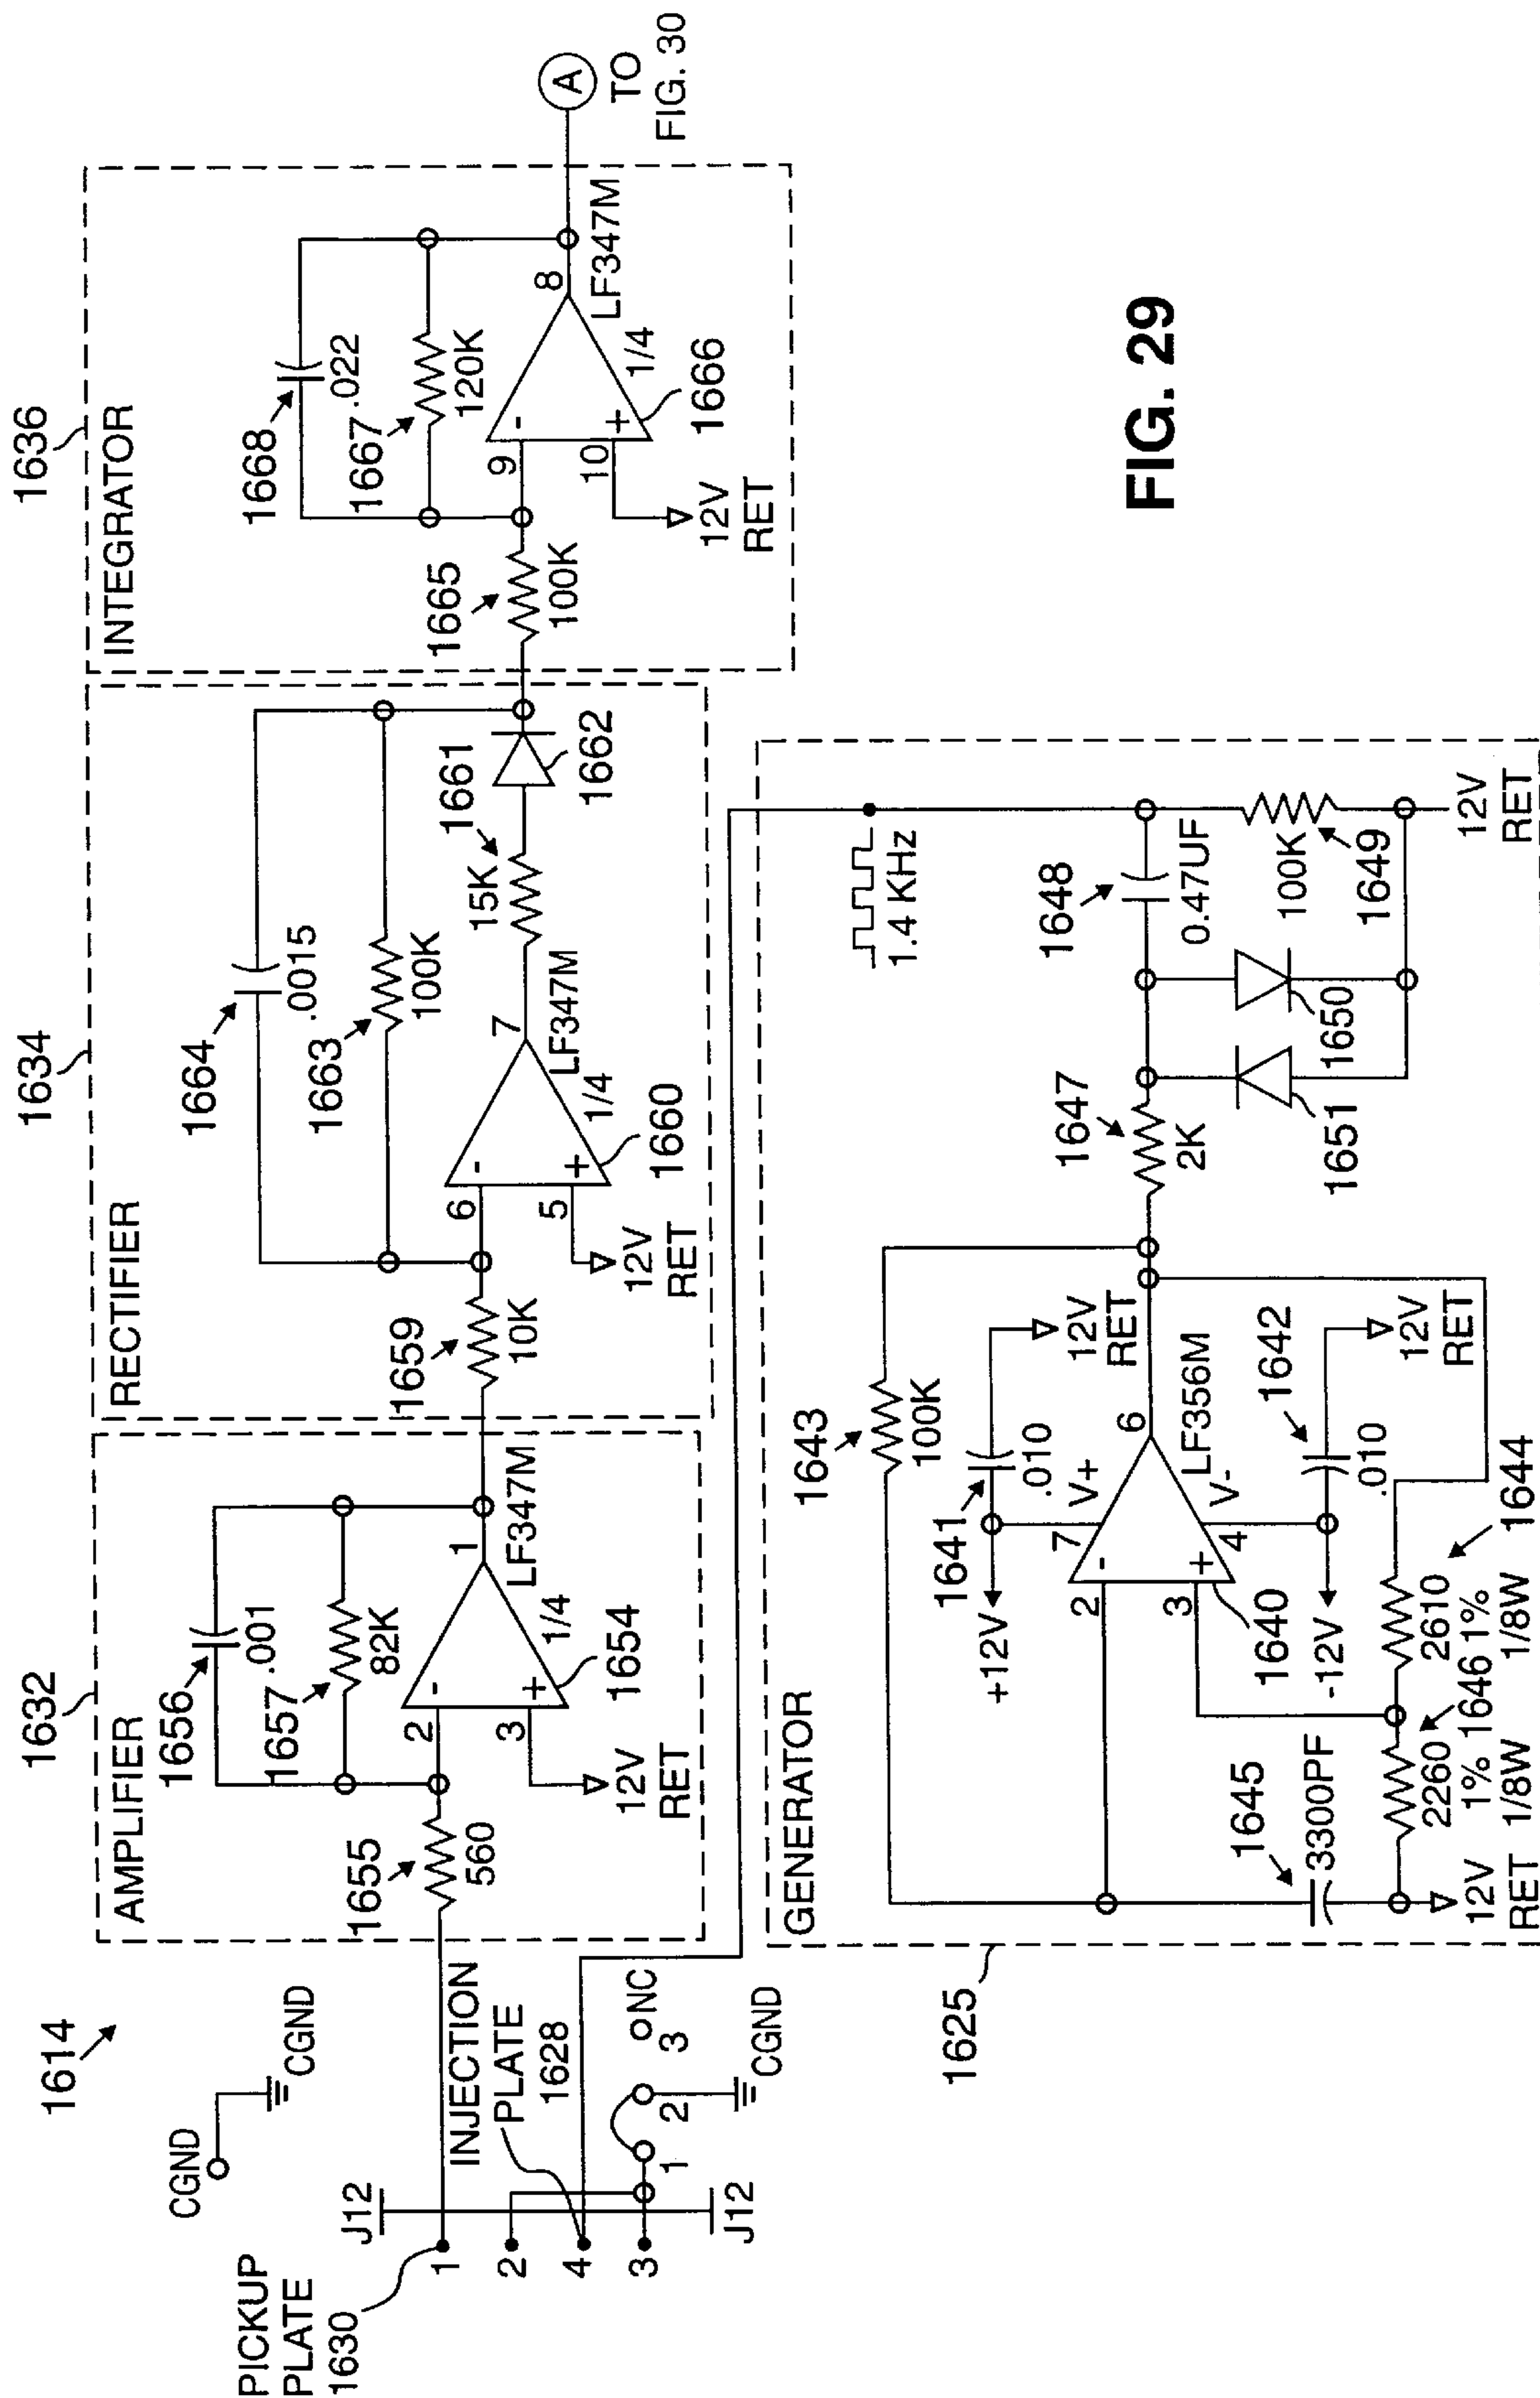 1614
CGND
CGND
PICKUP
PLATE
1630
J12
1
2
4
3
J12
INJECTION
PLATE
1628
1
2
3
NC
CGND
1632
AMPLIFIER
1656
.001
1657
82K
1655
560
2
3
-
+
1
LF347M
1/4
1654
12V
RET
1634
RECTIFIER
1664
.0015
1663
100K
1659
10K
6
5
-
+
7
LF347M
1/4
1660
12V
RET
15K
1661
1662
1636
INTEGRATOR
1668
.022
1667
120K
1665
100K
9
10
-
+
8
LF347M
1/4
1666
12V
RET
A
TO
FIG. 30
1625
GENERATOR
1643
100K
1641
.010
12V
RET
+12V
7
V+
2
3
-
+
6
LF356M
V-
4
1640
-12V
1642
.010
12V
RET
1645
3300PF
2260
1%
1/8W
1646
2610
1%
1/8W
1644
12V
RET
1647
2K
1651
1650
1648
0.47UF
100K
1649
12V
RET
1.4 KHz
FIG. 29